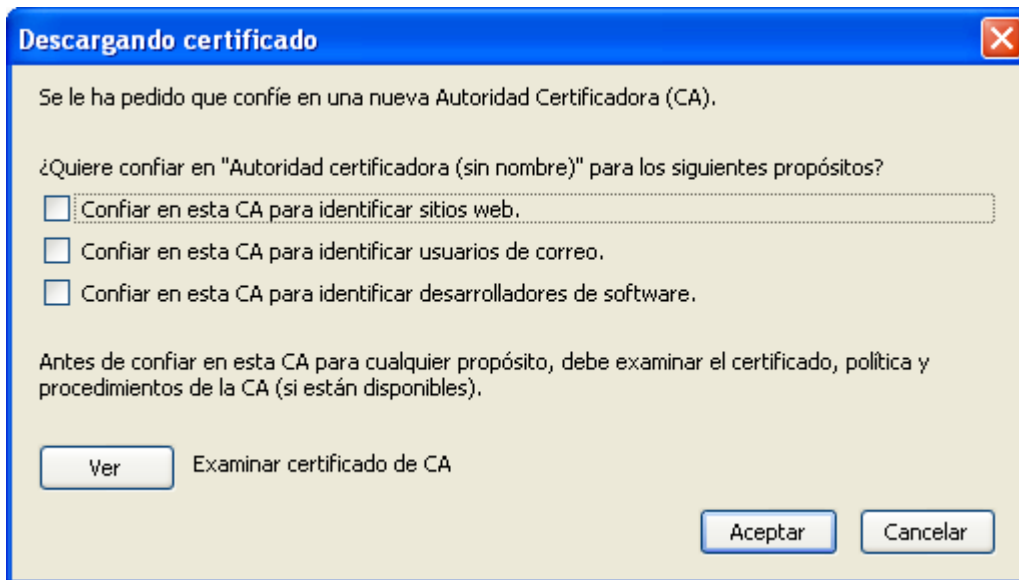 Descargando certificado
Se le ha pedido que confíe en una nueva Autoridad Certificadora (CA).
¿Quiere confiar en "Autoridad certificadora (sin nombre)" para los siguientes propósitos?
Confiar en esta CA para identificar sitios web.
Confiar en esta CA para identificar usuarios de correo.
Confiar en esta CA para identificar desarrolladores de software.
Antes de confiar en esta CA para cualquier propósito, debe examinar el certificado, política y
procedimientos de la CA (si están disponibles).
Ver Examinar certificado de CA
Aceptar Cancelar